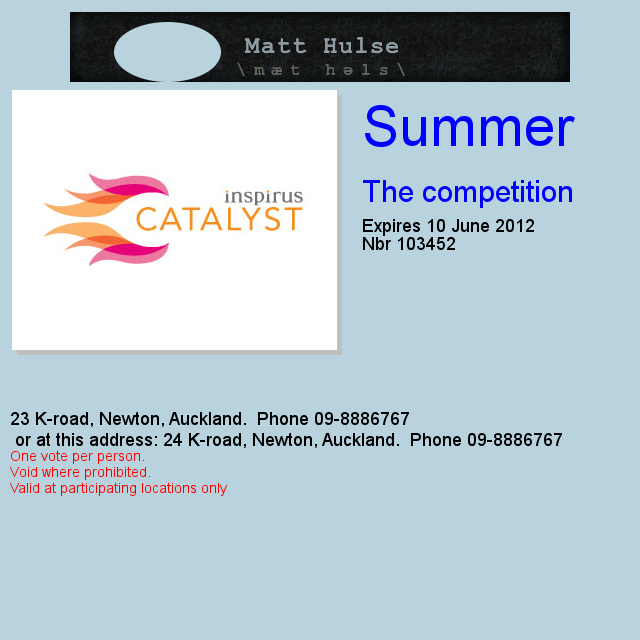 Matt Hulse
\mæt həls\
Summer
inspirus
CATALYST
The competition
Expires 10 June 2012
Nbr 103452
23 K-road, Newton, Auckland.  Phone 09-8886767
or at this address: 24 K-road, Newton, Auckland.  Phone 09-8886767
One vote per person.
Void where prohibited.
Valid at participating locations only